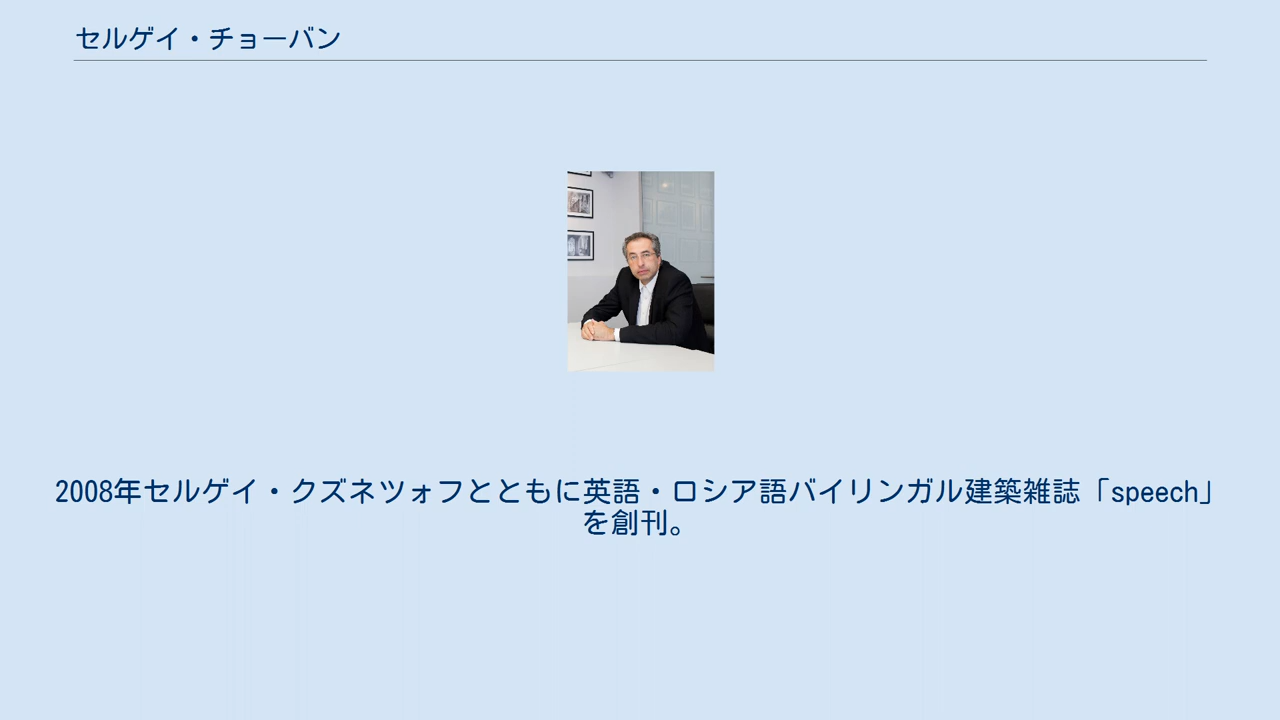 セルゲイ・チョーバン
2008年セルゲイ・クズネツォフとともに英語・ロシア語バイリンガル建築雑誌「speech」
を創刊。